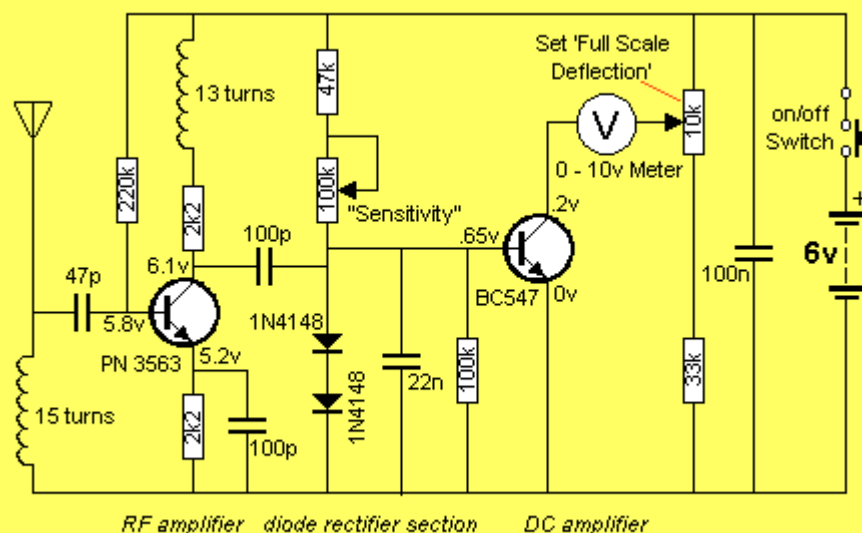 Set 'Full Scale
Deflection'
13 turns
47k
10k
on/off
Switch
V
0 - 10v Meter
220k
100k
"Sensitivity"
2k2
.2v
+
100p
.65v
6v
6.1v
47p
100n
5.8v
BC547
0v
1N4148
PN 3563
5.2v
22n
100k
33k
1N4148
15 turns
2k2
100p
RF amplifier diode rectifier section DC amplifier